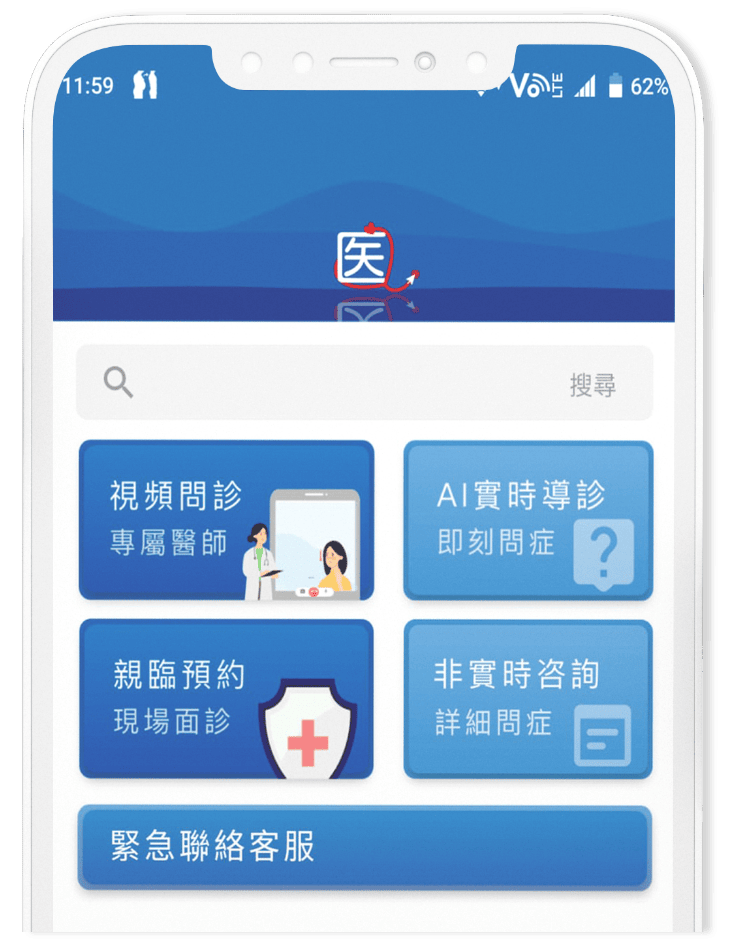 11:59
Vo LTE 62%
医
搜尋
視頻問診
專屬醫師
AI實時導診
即刻問症
?
親臨預約
現場面診
非實時咨詢
詳細問症
緊急聯絡客服